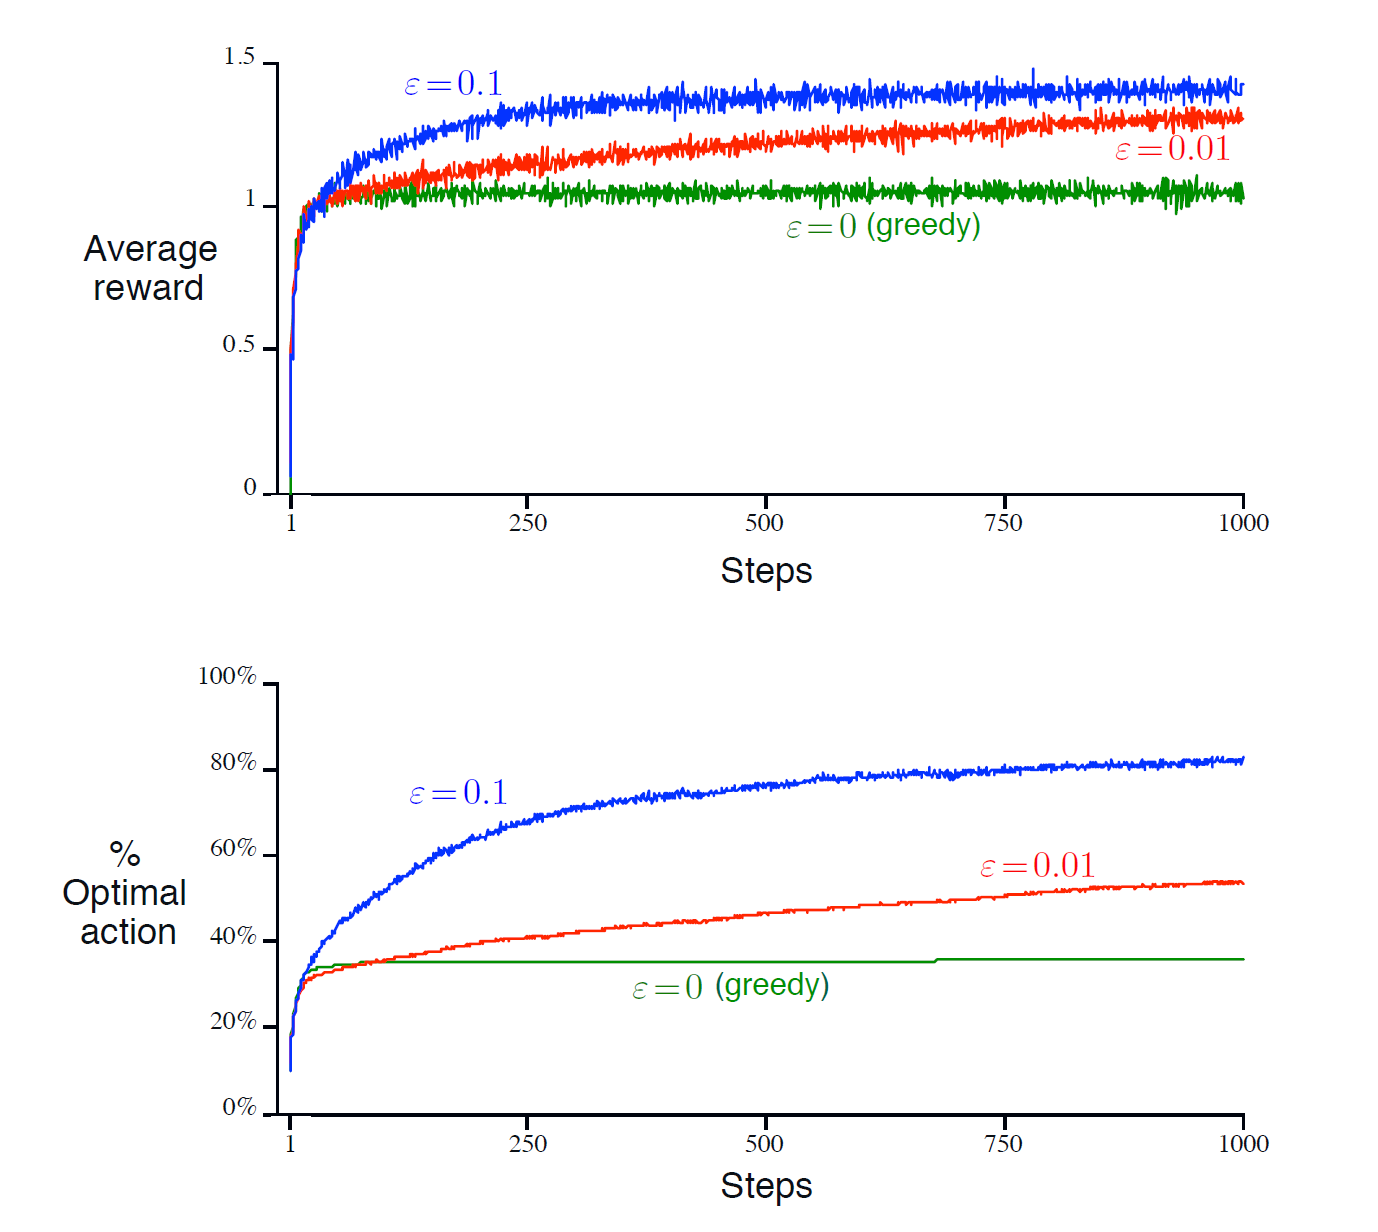 1.5
ε = 0.1
1
ε = 0.01
ε = 0 (greedy)
Average
reward
0.5
0
1 250 500 750 1000
Steps
100%
80%
ε = 0.1
60%
ε = 0.01
%
Optimal
action
40%
ε = 0 (greedy)
20%
0%
1 250 500 750 1000
Steps